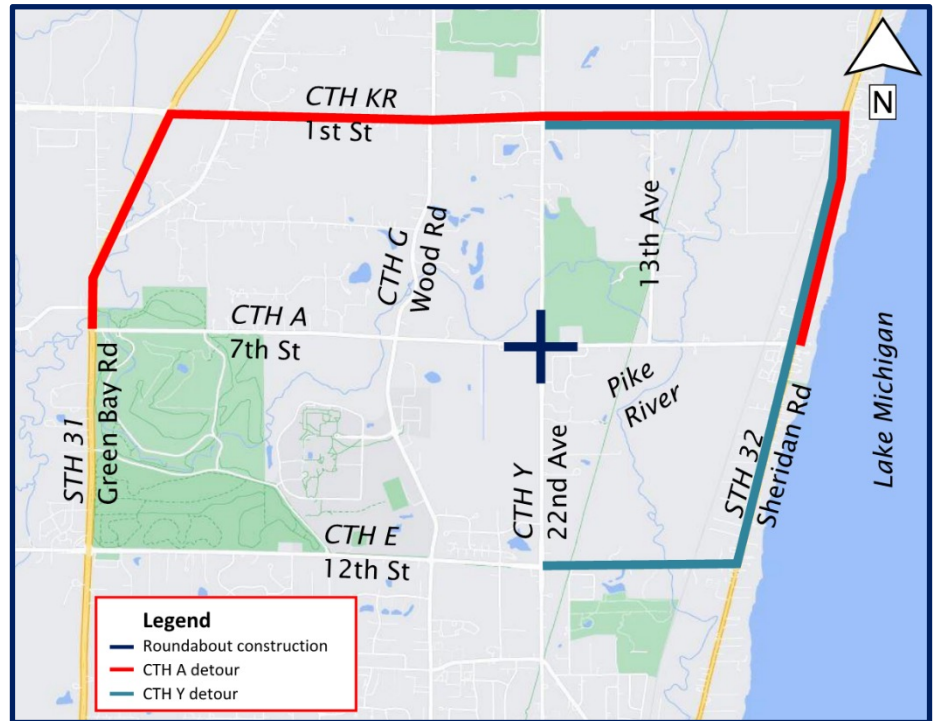 N
CTH KR
1st St
13th Ave
CTH G
Wood Rd
CTH A
7th St
Pike
River
Lake Michigan
STH 31
Green Bay Rd
STH 32
Sheridan Rd
CTH Y
22nd Ave
CTH E
12th St
Legend
Roundabout construction
CTH A detour
CTH Y detour